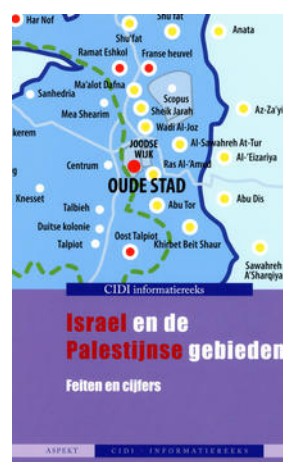 Har Nof
Shu'fat
Shu'fat
Anata
Ramat Eshkol
Franse heuvel
Ma'alot Dafna
Sanhedria
Scopus
Sheik Jarah
Mea Shearim
Az-Za'yi
Wadi Al-Joz
kerem
JOODSE
WIJK
Al-Sawahreh At-Tur
Centrum
Ras Al-'Amud
Al-'Eizariya
OUDE STAD
Knesset
Talbieh
Abu Tor
Abu Dis
Duitse kolonie
Oost Talpiot
Talpiot
Khirbet Beit Shaur
Sawahreh
A'Sharqiya
CIDI informatiereeks
Israel en de
Palestijnse gebieden
Feiten en cijfers
ASPEKT CIDI - INFORMATIEREEKS